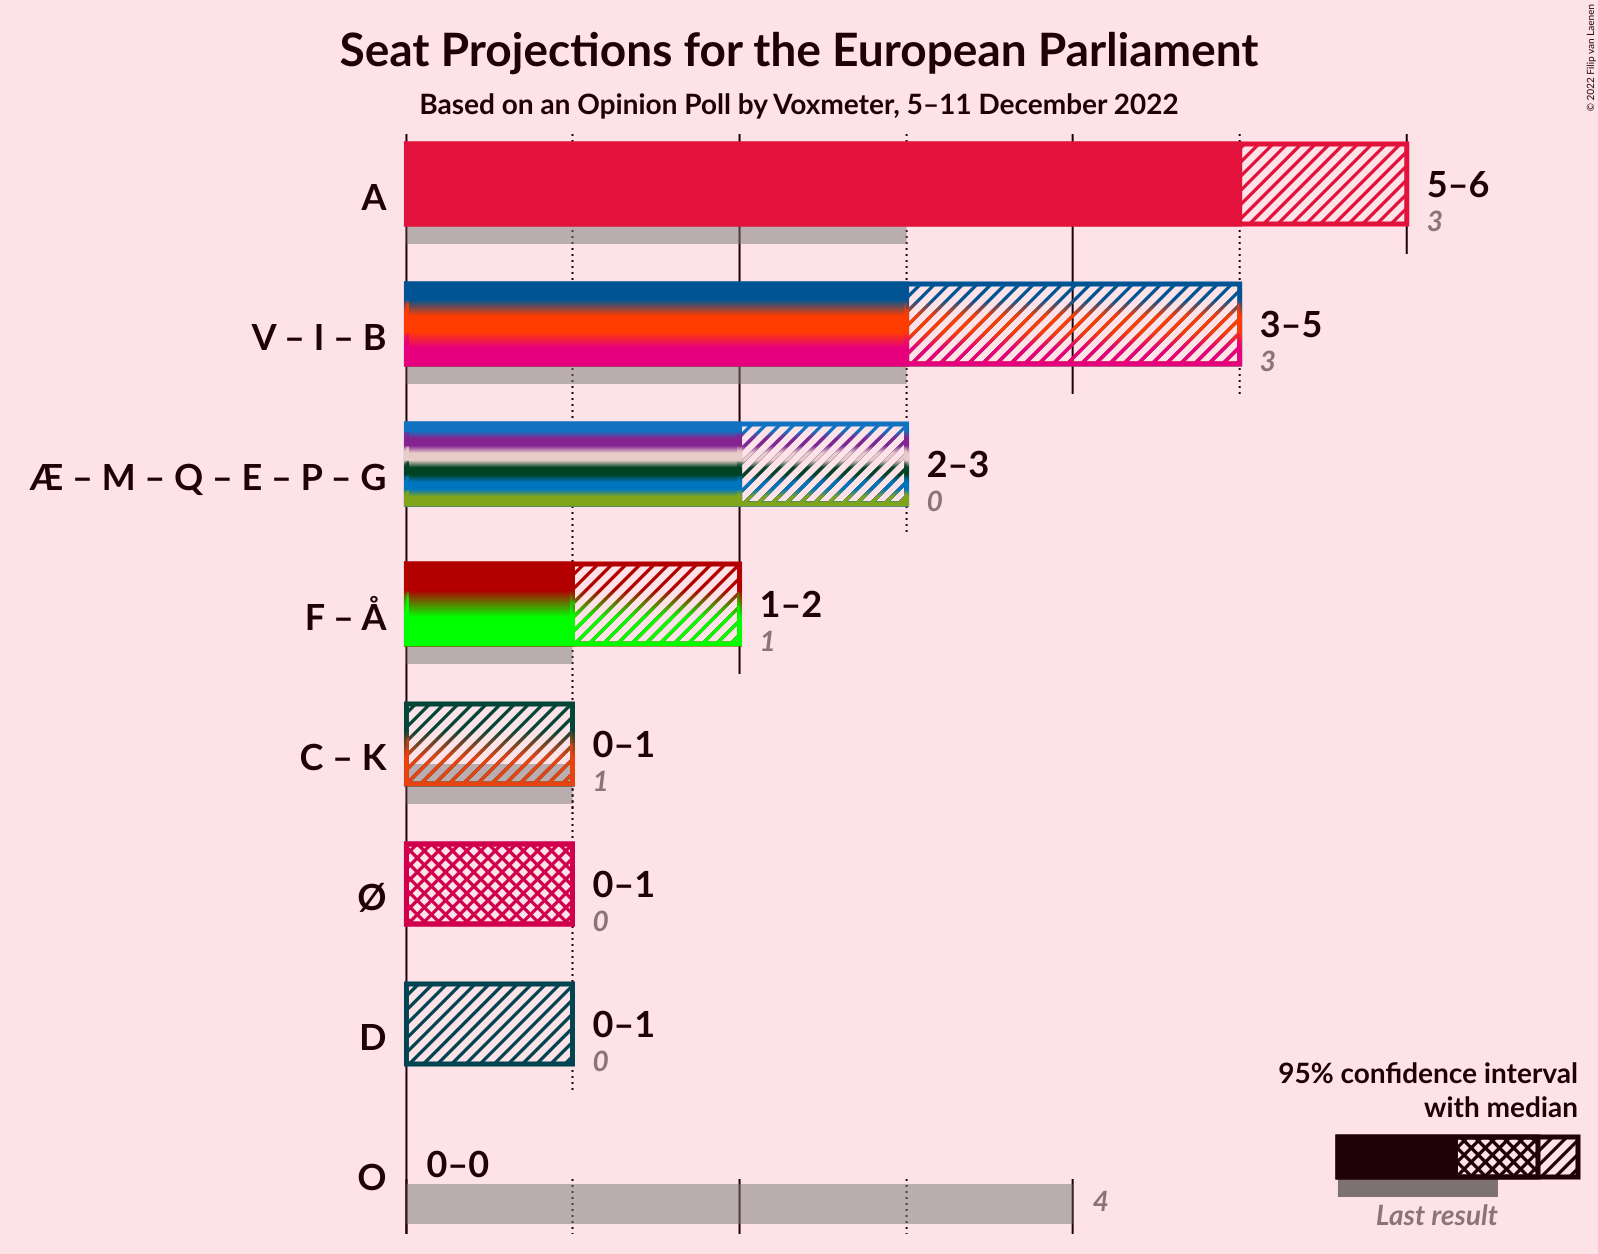 Seat Projections for the European Parliament
Based on an Opinion Poll by Voxmeter, 5–11 December 2022
© 2022 Filip van Laenen
A
5–6
3
V – I – B
3–5
3
Æ – M – Q – E – P – G
2–3
0
F – Å
1–2
1
C – K
0–1
1
Ø
0–1
0
D
0–1
0
O
0–0
4
95% confidence interval
with median
Last result